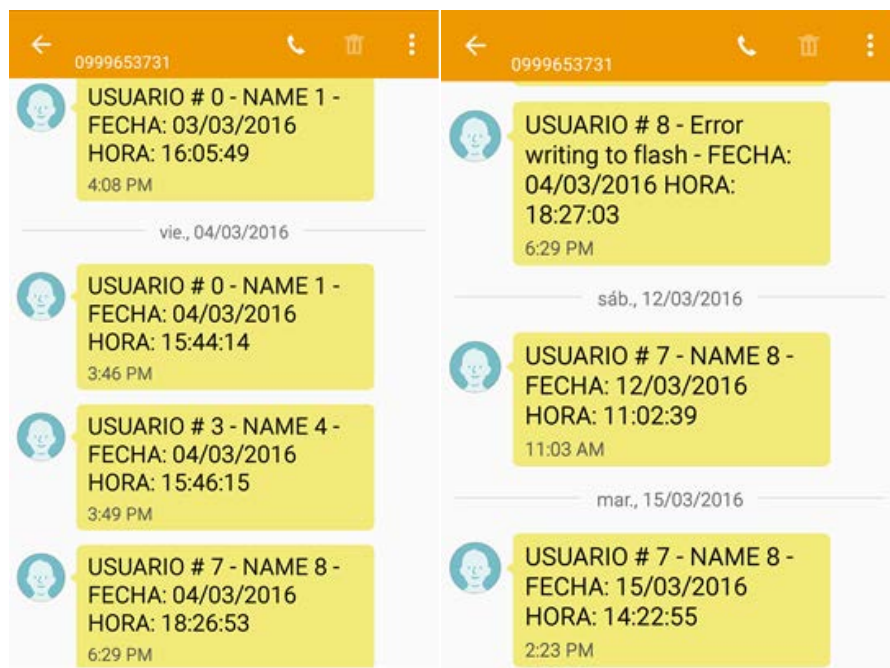 0999653731
USUARIO # 0 - NAME 1 -
FECHA: 03/03/2016
HORA: 16:05:49
4:08 PM
vie., 04/03/2016
USUARIO # 0 - NAME 1 -
FECHA: 04/03/2016
HORA: 15:44:14
3:46 PM
USUARIO # 3 - NAME 4 -
FECHA: 04/03/2016
HORA: 15:46:15
3:49 PM
USUARIO # 7 - NAME 8 -
FECHA: 04/03/2016
HORA: 18:26:53
6:29 PM
0999653731
USUARIO # 8 - Error
writing to flash - FECHA:
04/03/2016 HORA:
18:27:03
6:29 PM
sáb., 12/03/2016
USUARIO # 7 - NAME 8 -
FECHA: 12/03/2016
HORA: 11:02:39
11:03 AM
mar., 15/03/2016
USUARIO # 7 - NAME 8 -
FECHA: 15/03/2016
HORA: 14:22:55
2:23 PM